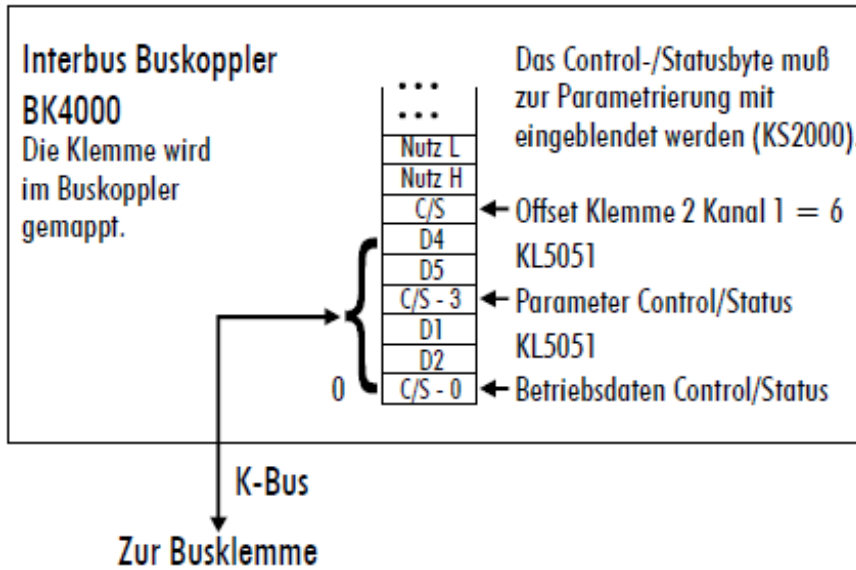 Interbus Buskoppler
BK4000
Die Klemme wird
im Buskoppler
gemappt.
•••
•••
Nutz L
Nutz H
C/S
D4
D5
C/S - 3
D1
D2
0
C/S - 0
Das Control-/Statusbyte muß
zur Parametrierung mit
eingeblendet werden (KS2000).
Offset Klemme 2 Kanal 1 = 6
KL5051
Parameter Control/Status
KL5051
Betriebsdaten Control/Status
K-Bus
Zur Busklemme